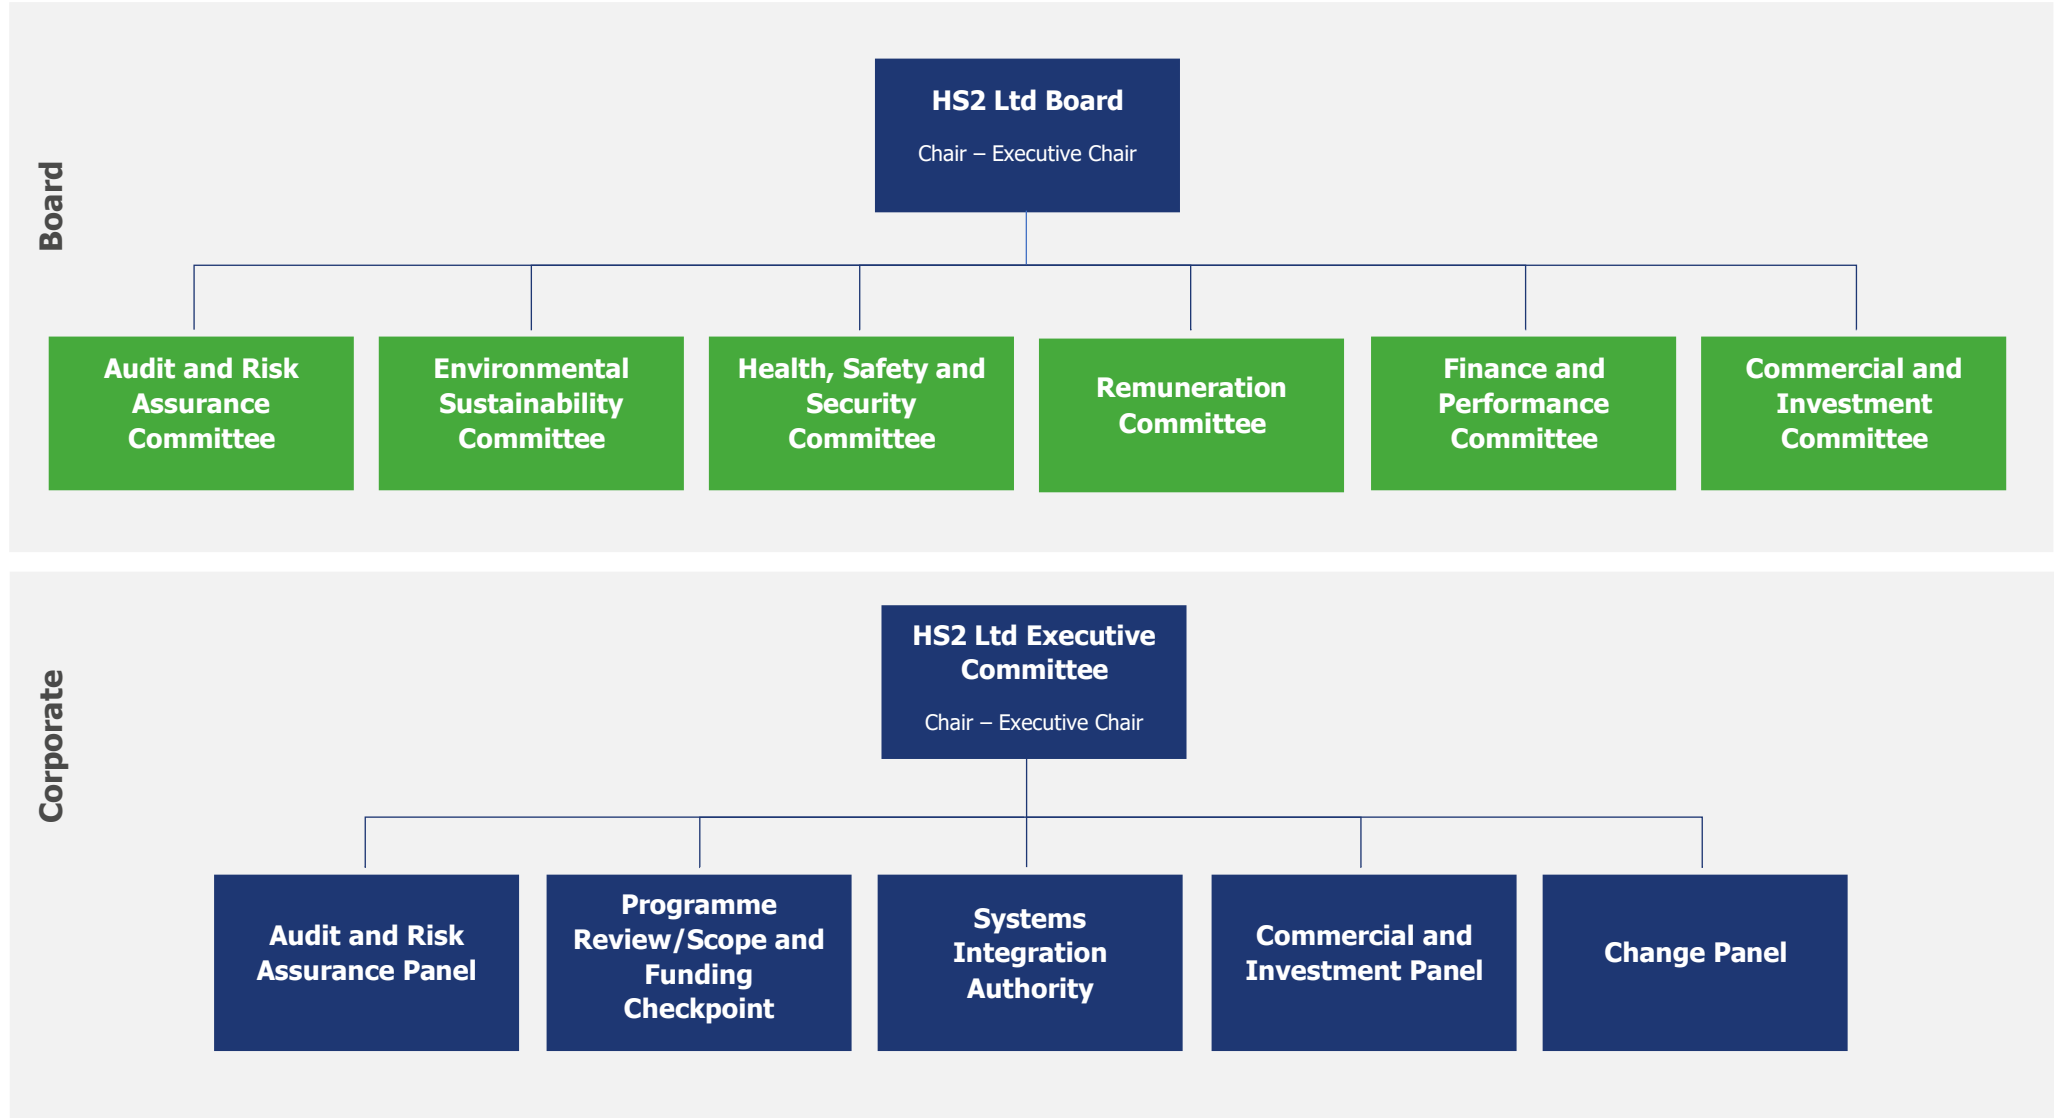 Board
HS2 Ltd Board
Chair – Executive Chair
Audit and Risk
Assurance
Committee
Environmental
Sustainability
Committee
Health, Safety and
Security
Committee
Remuneration
Committee
Finance and
Performance
Committee
Commercial and
Investment
Committee
Corporate
HS2 Ltd Executive
Committee
Chair – Executive Chair
Audit and Risk
Assurance Panel
Programme
Review/Scope and
Funding
Checkpoint
Systems
Integration
Authority
Commercial and
Investment Panel
Change Panel